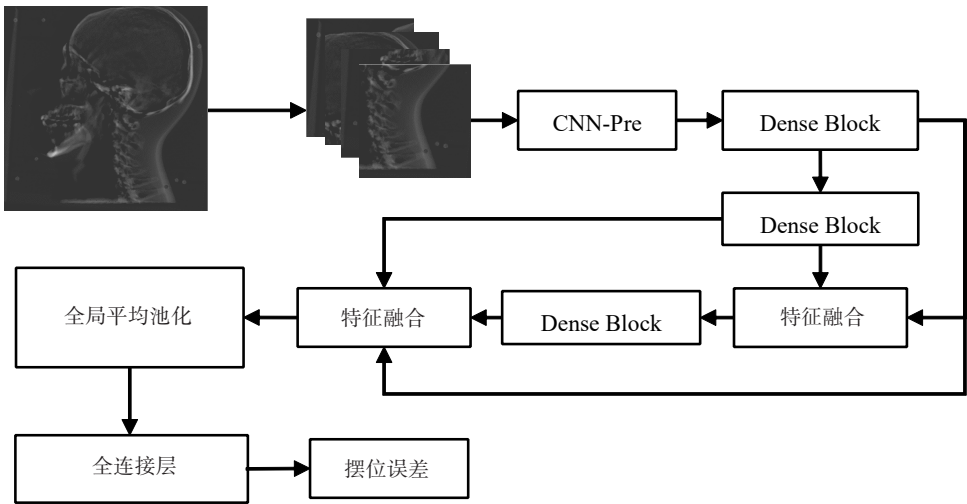 CNN-Pre
Dense Block
Dense Block
全局平均池化
特征融合
Dense Block
特征融合
全连接层
摆位误差